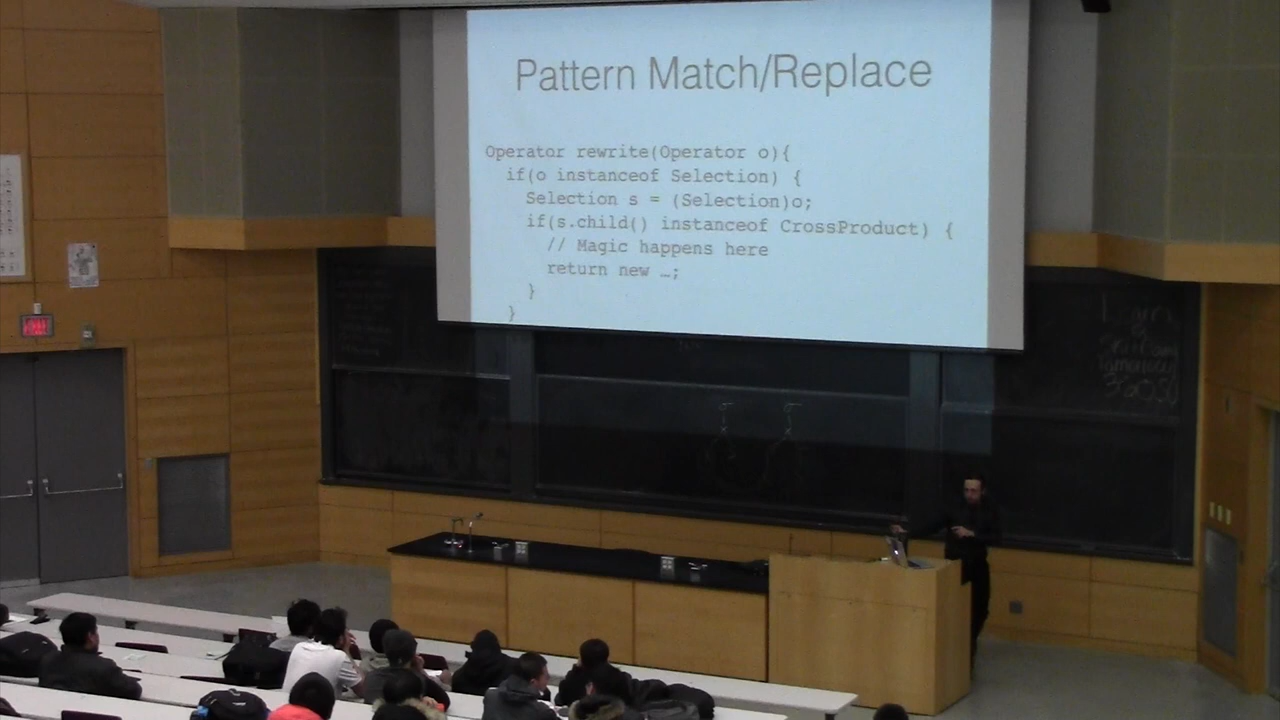 Pattern Match/Replace
Operator rewrite(Operator o){
if(o instanceof Selection) {
Selection s = (Selection)o;
if(s.child() instanceof CrossProduct) {
// Magic happens here
return new …;
}
}
Learn